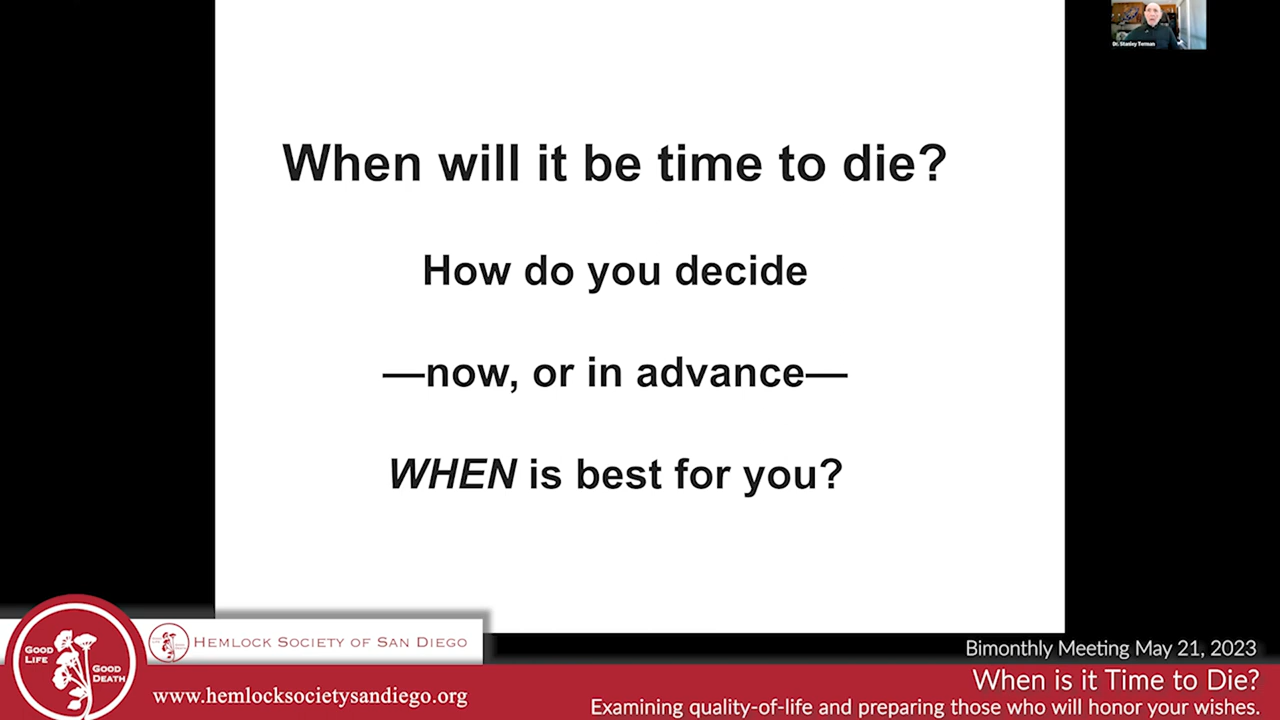 Dr. Stanley Terman
When will it be time to die?
How do you decide
—now, or in advance—
WHEN is best for you?
GOOD LIFE
GOOD DEATH
HEMLOCK SOCIETY OF SAN DIEGO
www.hemlocksocietysandiego.org
Bimonthly Meeting May 21, 2023
When is it Time to Die?
Examining quality-of-life and preparing those who will honor your wishes.